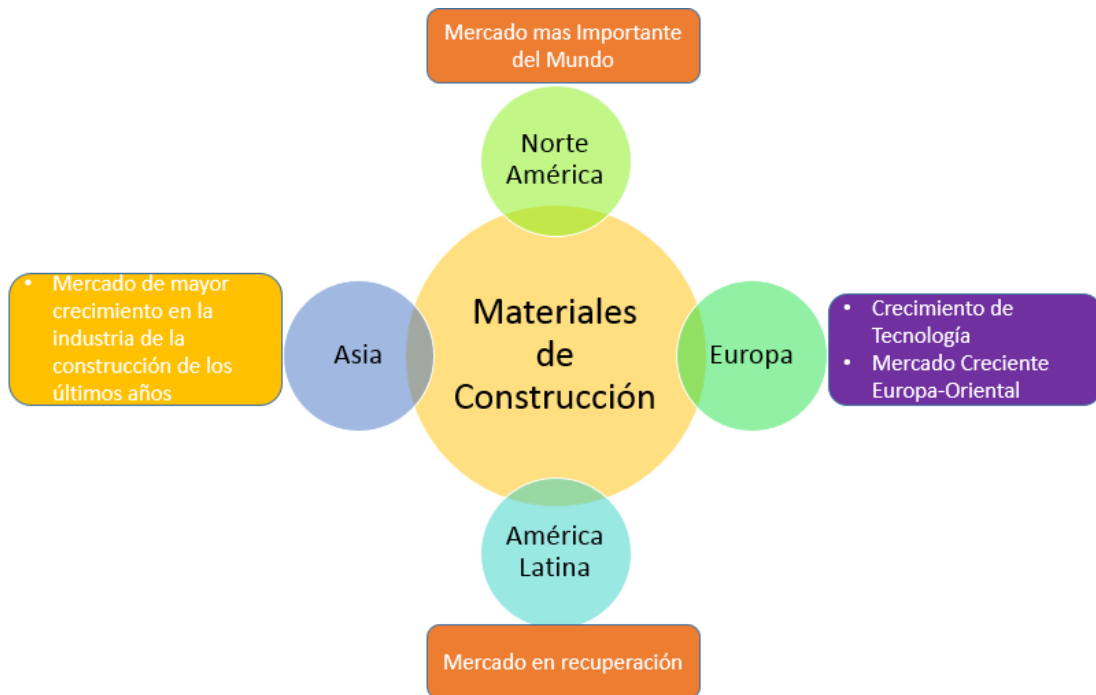 Mercado mas Importante
del Mundo
Norte
América
• Mercado de mayor
crecimiento en la
industria de la
construcción de los
últimos años
Asia
Materiales
de
Construcción
Europa
• Crecimiento de
Tecnología
• Mercado Creciente
Europa-Oriental
América
Latina
Mercado en recuperación